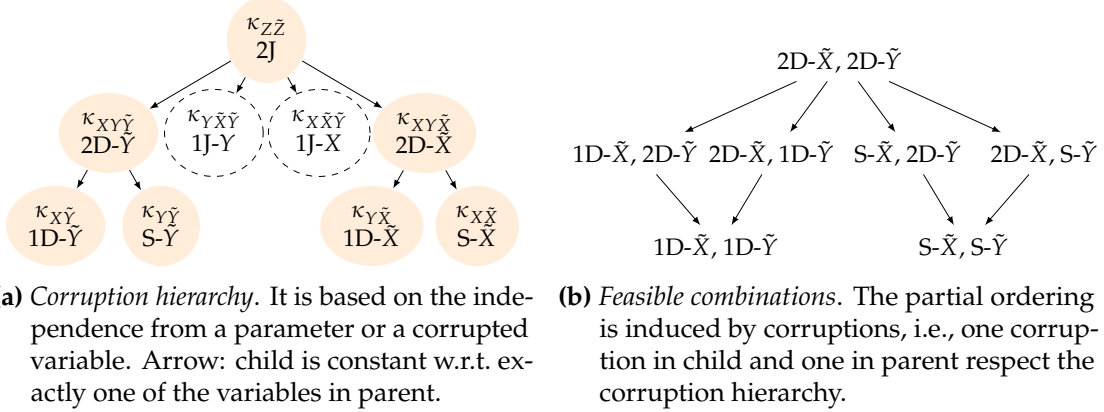 κ_{ZZ̃}
2J
κ_{XYỸ}
2D-Ỹ
κ_{YX̃Ỹ}
1J-Y
κ_{XX̃Ỹ}
1J-X
κ_{XYX̃}
2D-X̃
κ_{XỸ}
1D-Ỹ
κ_{YỸ}
S-Ỹ
κ_{YX̃}
1D-X̃
κ_{XX̃}
S-X̃
(a) Corruption hierarchy. It is based on the inde-
pendence from a parameter or a corrupted
variable. Arrow: child is constant w.r.t. ex-
actly one of the variables in parent.
2D-X̃, 2D-Ỹ
1D-X̃, 2D-Ỹ 2D-X̃, 1D-Ỹ S-X̃, 2D-Ỹ 2D-X̃, S-Ỹ
1D-X̃, 1D-Ỹ S-X̃, S-Ỹ
(b) Feasible combinations. The partial ordering
is induced by corruptions, i.e., one corrup-
tion in child and one in parent respect the
corruption hierarchy.